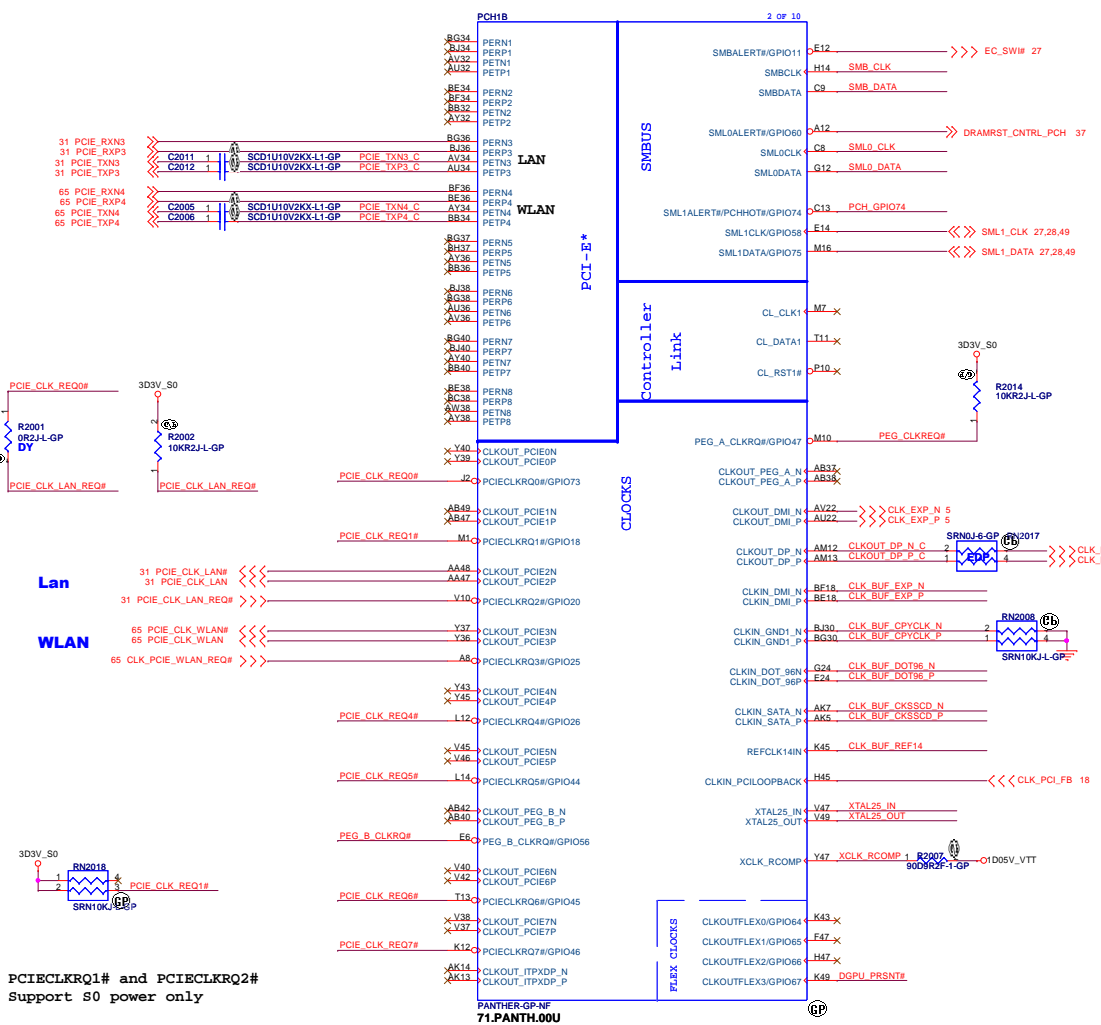 PCH1B
2 OF 10
BG34 PERN1
BJ34 PERP1
AV32 PETN1
AU32 PETP1
BE34 PERN2
BF34 PERP2
BB32 PETN2
AY32 PETP2
31 PCIE_RXN3 BG36 PERN3
31 PCIE_RXP3 BJ36 PERP3
31 PCIE_TXN3 C2011 1 SCD1U10V2KX-L1-GP PCIE_TXN3_C AV34 PETN3
31 PCIE_TXP3 C2012 1 SCD1U10V2KX-L1-GP PCIE_TXP3_C AU34 PETP3
LAN
65 PCIE_RXN4 BF36 PERN4
65 PCIE_RXP4 BE36 PERP4
65 PCIE_TXN4 C2005 1 SCD1U10V2KX-L1-GP PCIE_TXN4_C AY34 PETN4
65 PCIE_TXP4 C2006 1 SCD1U10V2KX-L1-GP PCIE_TXP4_C BB34 PETP4
WLAN
BG37 PERN5
BH37 PERP5
AY36 PETN5
BB36 PETP5
BJ38 PERN6
BG38 PERP6
AU36 PETN6
AV36 PETP6
BG40 PERN7
BJ40 PERP7
AY40 PETN7
BB40 PETP7
BE38 PERN8
BC38 PERP8
AW38 PETN8
AY38 PETP8
PCI-E*
SMBUS
SMBALERT#/GPIO11 E12 EC_SWI# 27
SMBCLK H14 SMB_CLK
SMBDATA C9 SMB_DATA
SML0ALERT#/GPIO60 A12 DRAMRST_CNTRL_PCH 37
SML0CLK C8 SML0_CLK
SML0DATA G12 SML0_DATA
SML1ALERT#/PCHHOT#/GPIO74 C13 PCH_GPIO74
SML1CLK/GPIO58 E14 SML1_CLK 27,28,49
SML1DATA/GPIO75 M16 SML1_DATA 27,28,49
Controller
Link
CL_CLK1 M7
CL_DATA1 T11
CL_RST1# P10
3D3V_S0
R2014
10KR2J-L-GP
PCIE_CLK_REQ0#
1
R2001
0R2J-L-GP
DY
PCIE_CLK_LAN_REQ#
3D3V_S0
2
R2002
10KR2J-L-GP
1
PCIE_CLK_LAN_REQ#
CLOCKS
Y40 CLKOUT_PCIE0N
Y39 CLKOUT_PCIE0P
PCIE_CLK_REQ0# J2 PCIECLKRQ0#/GPIO73
AB49 CLKOUT_PCIE1N
AB47 CLKOUT_PCIE1P
PCIE_CLK_REQ1# M1 PCIECLKRQ1#/GPIO18
Lan
31 PCIE_CLK_LAN# AA48 CLKOUT_PCIE2N
31 PCIE_CLK_LAN AA47 CLKOUT_PCIE2P
31 PCIE_CLK_LAN_REQ# V10 PCIECLKRQ2#/GPIO20
WLAN
65 PCIE_CLK_WLAN# Y37 CLKOUT_PCIE3N
65 PCIE_CLK_WLAN Y36 CLKOUT_PCIE3P
65 CLK_PCIE_WLAN_REQ# A8 PCIECLKRQ3#/GPIO25
Y43 CLKOUT_PCIE4N
Y45 CLKOUT_PCIE4P
PCIE_CLK_REQ4# L12 PCIECLKRQ4#/GPIO26
V45 CLKOUT_PCIE5N
V46 CLKOUT_PCIE5P
PCIE_CLK_REQ5# L14 PCIECLKRQ5#/GPIO44
AB42 CLKOUT_PEG_B_N
AB40 CLKOUT_PEG_B_P
PEG_B_CLKRQ# E6 PEG_B_CLKRQ#/GPIO56
V40 CLKOUT_PCIE6N
V42 CLKOUT_PCIE6P
PCIE_CLK_REQ6# T13 PCIECLKRQ6#/GPIO45
V38 CLKOUT_PCIE7N
V37 CLKOUT_PCIE7P
PCIE_CLK_REQ7# K12 PCIECLKRQ7#/GPIO46
AK14 CLKOUT_ITPXDP_N
AK13 CLKOUT_ITPXDP_P
PEG_A_CLKRQ#/GPIO47 M10 PEG_CLKREQ#
CLKOUT_PEG_A_N AB37
CLKOUT_PEG_A_P AB38
CLKOUT_DMI_N AV22 CLK_EXP_N 5
CLKOUT_DMI_P AU22 CLK_EXP_P 5
SRN0J-6-GP RN2017
CLKOUT_DP_N AM12 CLKOUT_DP_N_C 2 CLK_
CLKOUT_DP_P AM13 CLKOUT_DP_P_C 1 EDP 4 CLK_
CLKIN_DMI_N BF18 CLK_BUF_EXP_N
CLKIN_DMI_P BE18 CLK_BUF_EXP_P
RN2008
CLKIN_GND1_N BJ30 CLK_BUF_CPYCLK_N 2
CLKIN_GND1_P BG30 CLK_BUF_CPYCLK_P 1 4
SRN10KJ-L-GP
CLKIN_DOT_96N G24 CLK_BUF_DOT96_N
CLKIN_DOT_96P E24 CLK_BUF_DOT96_P
CLKIN_SATA_N AK7 CLK_BUF_CKSSCD_N
CLKIN_SATA_P AK5 CLK_BUF_CKSSCD_P
REFCLK14IN K45 CLK_BUF_REF14
CLKIN_PCILOOPBACK H45 CLK_PCI_FB 18
XTAL25_IN V47 XTAL25_IN
XTAL25_OUT V49 XTAL25_OUT
XCLK_RCOMP Y47 XCLK_RCOMP 1 R2007 1D05V_VTT
90D9R2F-1-GP
FLEX CLOCKS
CLKOUTFLEX0/GPIO64 K43
CLKOUTFLEX1/GPIO65 F47
CLKOUTFLEX2/GPIO66 H47
CLKOUTFLEX3/GPIO67 K49 DGPU_PRSNT#
3D3V_S0
RN2018
1 4
2 3 PCIE_CLK_REQ1#
GP
PCIECLKRQ1# and PCIECLKRQ2#
Support S0 power only
PANTHER-GP-NF
71.PANTH.00U
GP